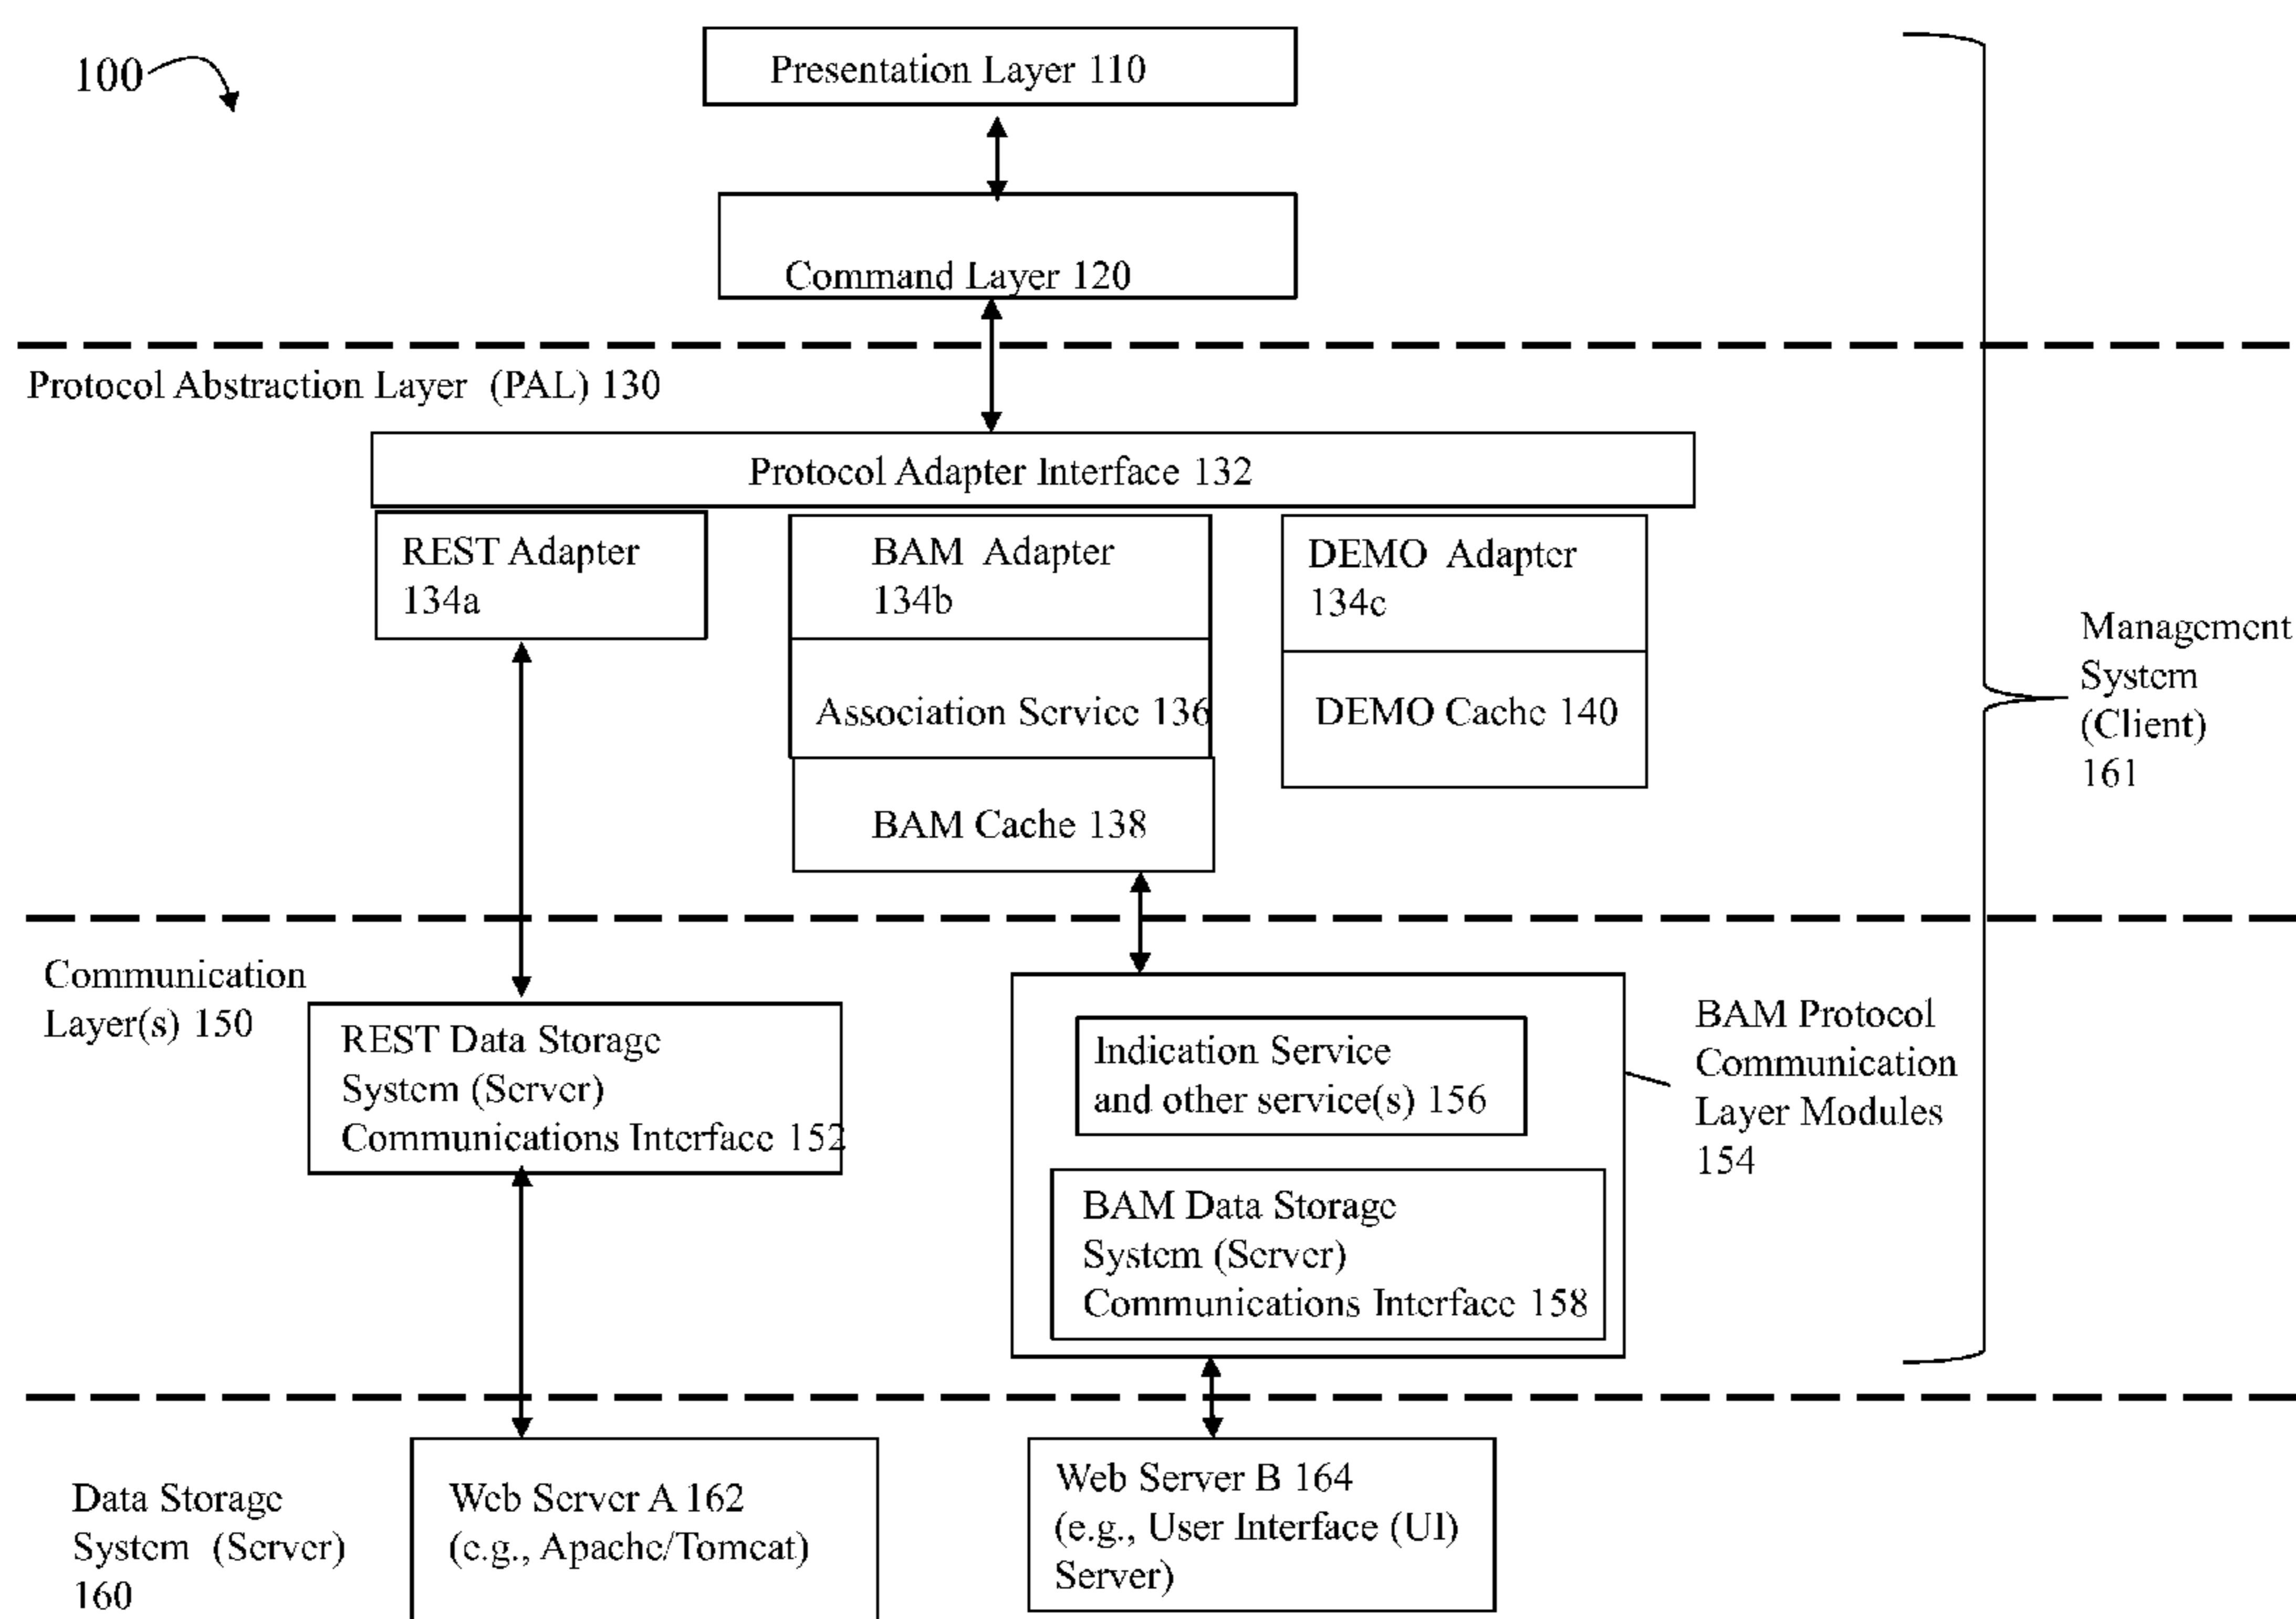 100
Presentation Layer 110
Command Layer 120
Protocol Abstraction Layer (PAL) 130
Protocol Adapter Interface 132
REST Adapter
134a
BAM Adapter
134b
DEMO Adapter
134c
Association Service 136
DEMO Cache 140
BAM Cache 138
Management
System
(Client)
161
Communication
Layer(s) 150
REST Data Storage
System (Server)
Communications Interface 152
Indication Service
and other service(s) 156
BAM Data Storage
System (Server)
Communications Interface 158
BAM Protocol
Communication
Layer Modules
154
Data Storage
System (Server)
160
Web Server A 162
(e.g., Apache/Tomcat)
Web Server B 164
(e.g., User Interface (UI)
Server)